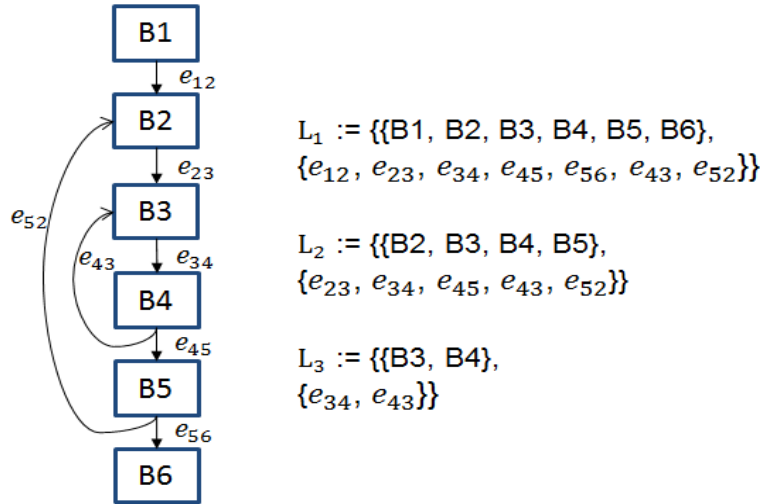 B1
e₁₂
B2
e₂₃
e₅₂
B3
e₄₃
e₃₄
B4
e₄₅
B5
e₅₆
B6
L₁ := {{B1, B2, B3, B4, B5, B6},
{e₁₂, e₂₃, e₃₄, e₄₅, e₅₆, e₄₃, e₅₂}}
L₂ := {{B2, B3, B4, B5},
{e₂₃, e₃₄, e₄₅, e₄₃, e₅₂}}
L₃ := {{B3, B4},
{e₃₄, e₄₃}}